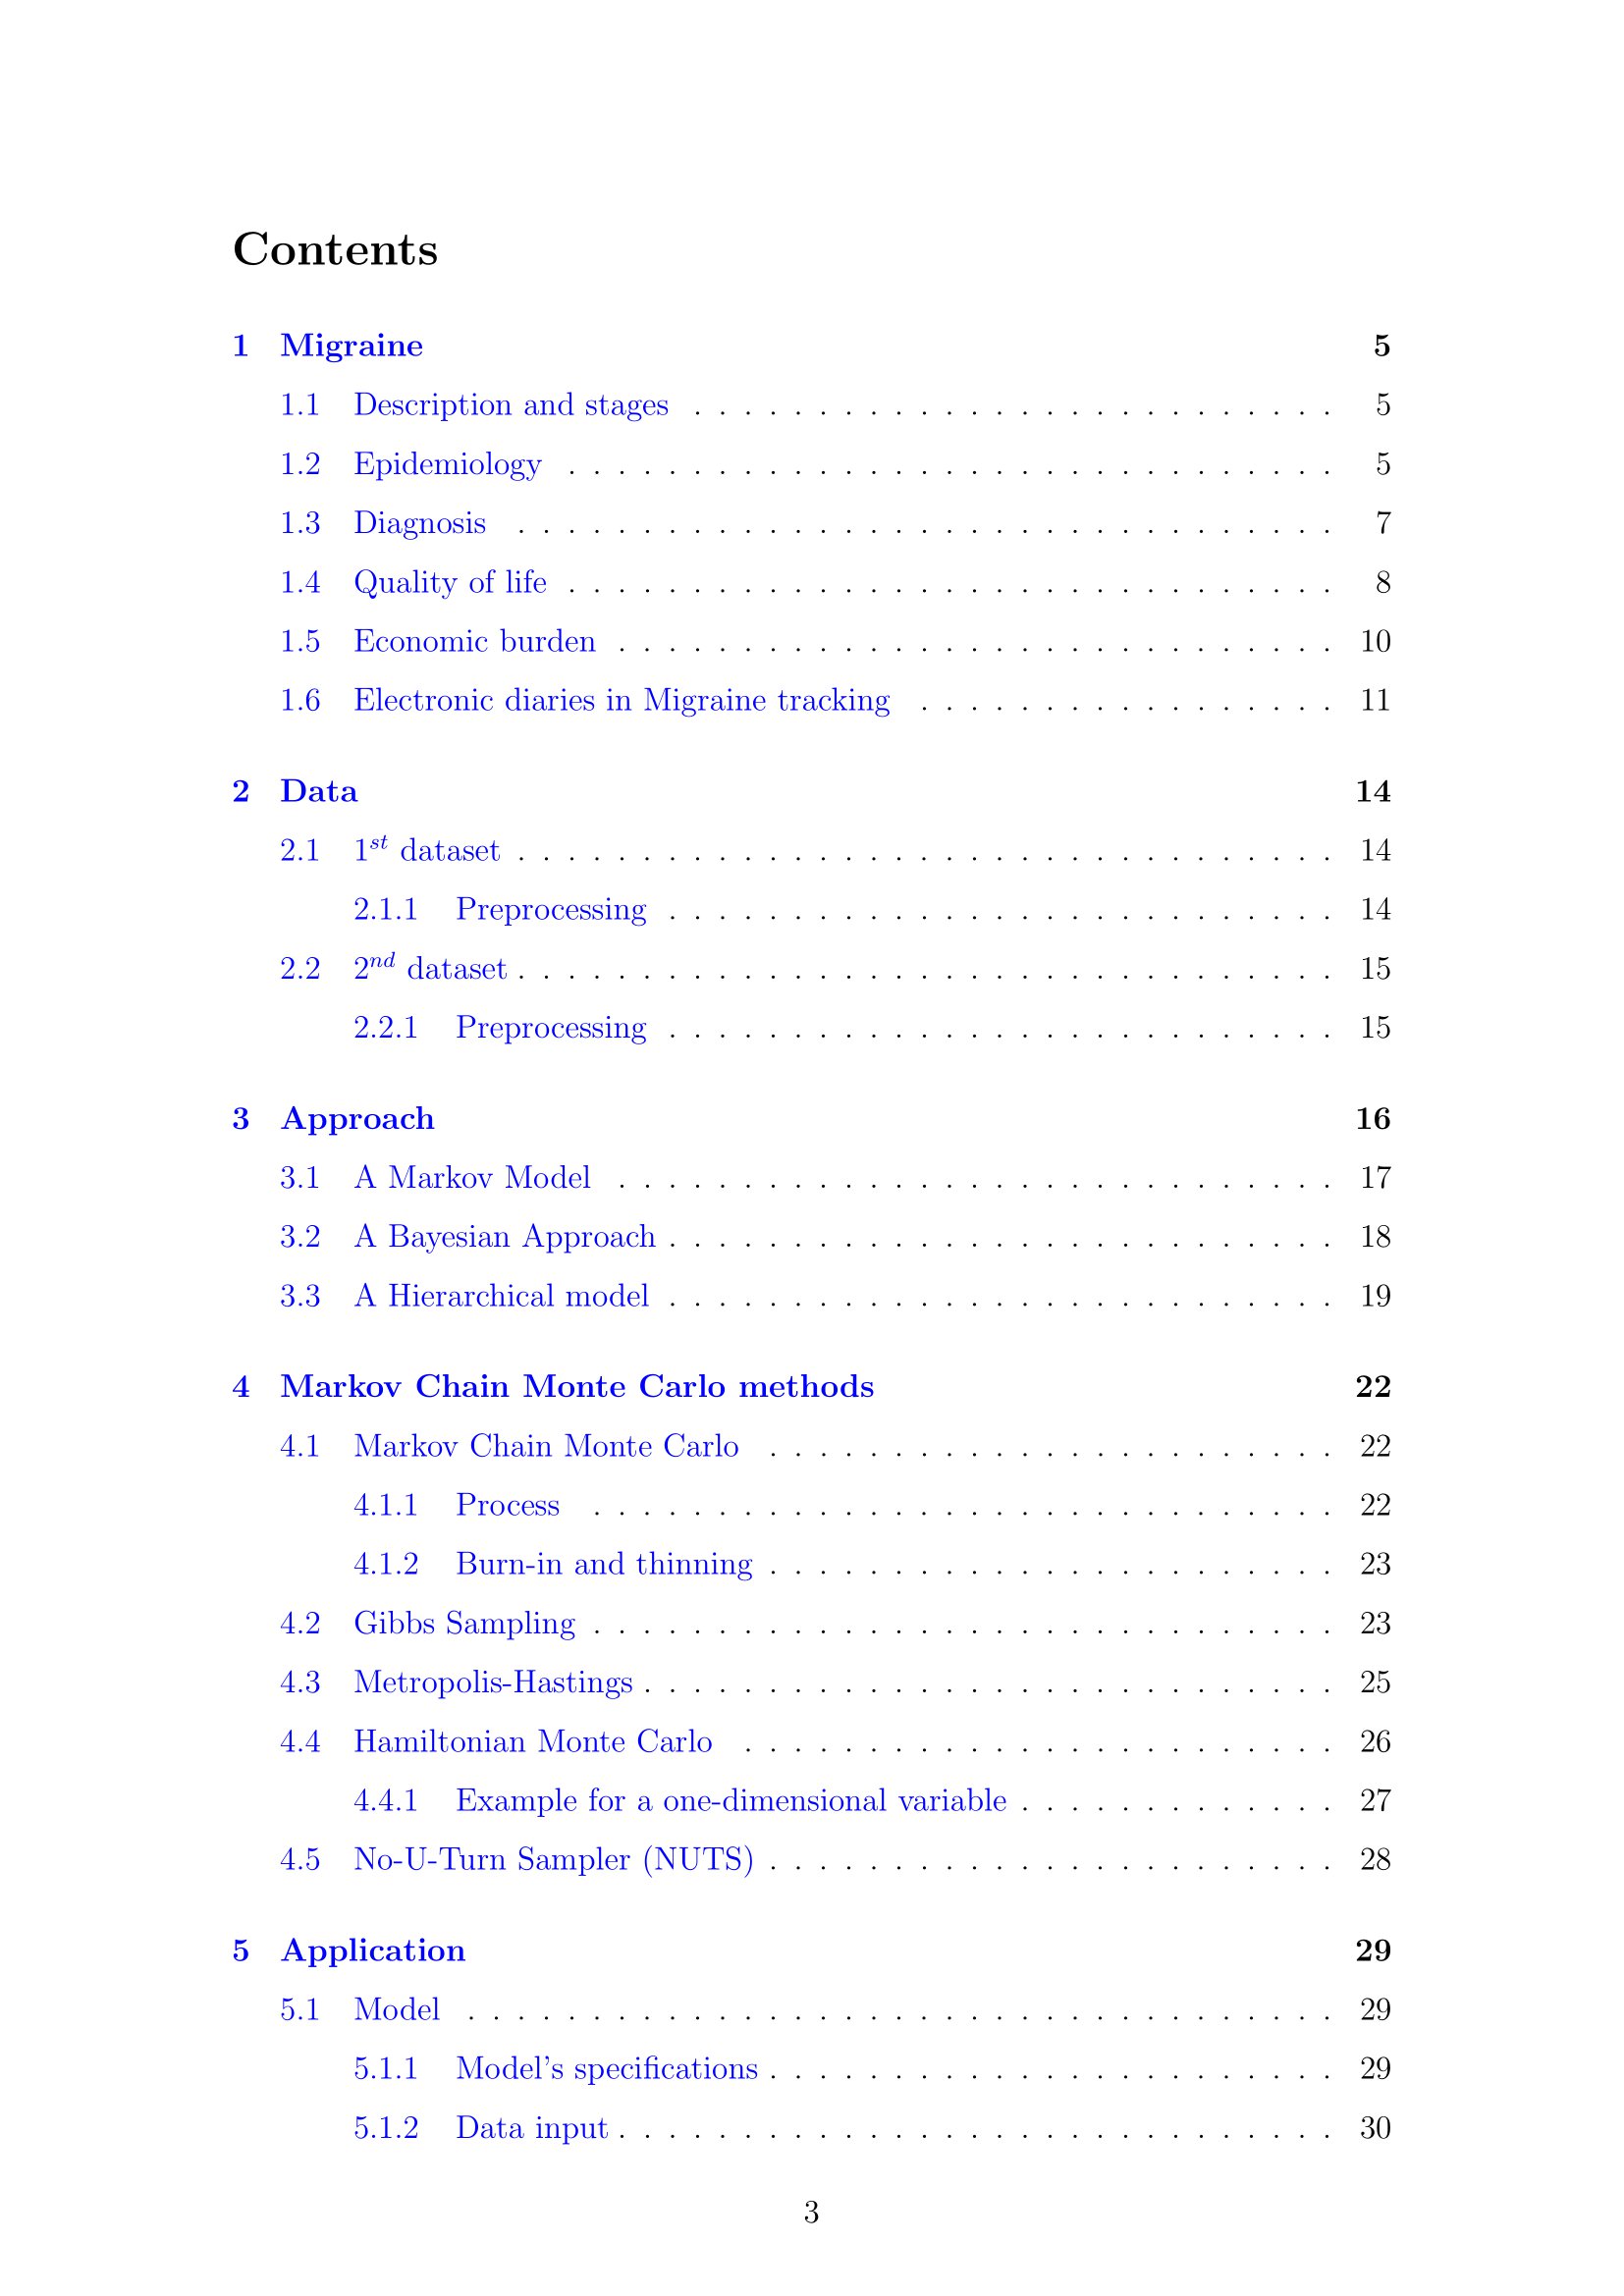 Contents
1 Migraine 5
1.1 Description and stages . . . . . . . . . . . . . . . . . . . . . . . . . . 5
1.2 Epidemiology . . . . . . . . . . . . . . . . . . . . . . . . . . . . . . . 5
1.3 Diagnosis . . . . . . . . . . . . . . . . . . . . . . . . . . . . . . . . . 7
1.4 Quality of life . . . . . . . . . . . . . . . . . . . . . . . . . . . . . . . 8
1.5 Economic burden . . . . . . . . . . . . . . . . . . . . . . . . . . . . . 10
1.6 Electronic diaries in Migraine tracking . . . . . . . . . . . . . . . . . 11
2 Data 14
2.1 1st dataset . . . . . . . . . . . . . . . . . . . . . . . . . . . . . . . . . 14
2.1.1 Preprocessing . . . . . . . . . . . . . . . . . . . . . . . . . . . 14
2.2 2nd dataset . . . . . . . . . . . . . . . . . . . . . . . . . . . . . . . . . 15
2.2.1 Preprocessing . . . . . . . . . . . . . . . . . . . . . . . . . . . 15
3 Approach 16
3.1 A Markov Model . . . . . . . . . . . . . . . . . . . . . . . . . . . . . 17
3.2 A Bayesian Approach . . . . . . . . . . . . . . . . . . . . . . . . . . . 18
3.3 A Hierarchical model . . . . . . . . . . . . . . . . . . . . . . . . . . . 19
4 Markov Chain Monte Carlo methods 22
4.1 Markov Chain Monte Carlo . . . . . . . . . . . . . . . . . . . . . . . 22
4.1.1 Process . . . . . . . . . . . . . . . . . . . . . . . . . . . . . . 22
4.1.2 Burn-in and thinning . . . . . . . . . . . . . . . . . . . . . . . 23
4.2 Gibbs Sampling . . . . . . . . . . . . . . . . . . . . . . . . . . . . . . 23
4.3 Metropolis-Hastings . . . . . . . . . . . . . . . . . . . . . . . . . . . . 25
4.4 Hamiltonian Monte Carlo . . . . . . . . . . . . . . . . . . . . . . . . 26
4.4.1 Example for a one-dimensional variable . . . . . . . . . . . . . 27
4.5 No-U-Turn Sampler (NUTS) . . . . . . . . . . . . . . . . . . . . . . . 28
5 Application 29
5.1 Model . . . . . . . . . . . . . . . . . . . . . . . . . . . . . . . . . . . 29
5.1.1 Model's specifications . . . . . . . . . . . . . . . . . . . . . . . 29
5.1.2 Data input . . . . . . . . . . . . . . . . . . . . . . . . . . . . . 30
3